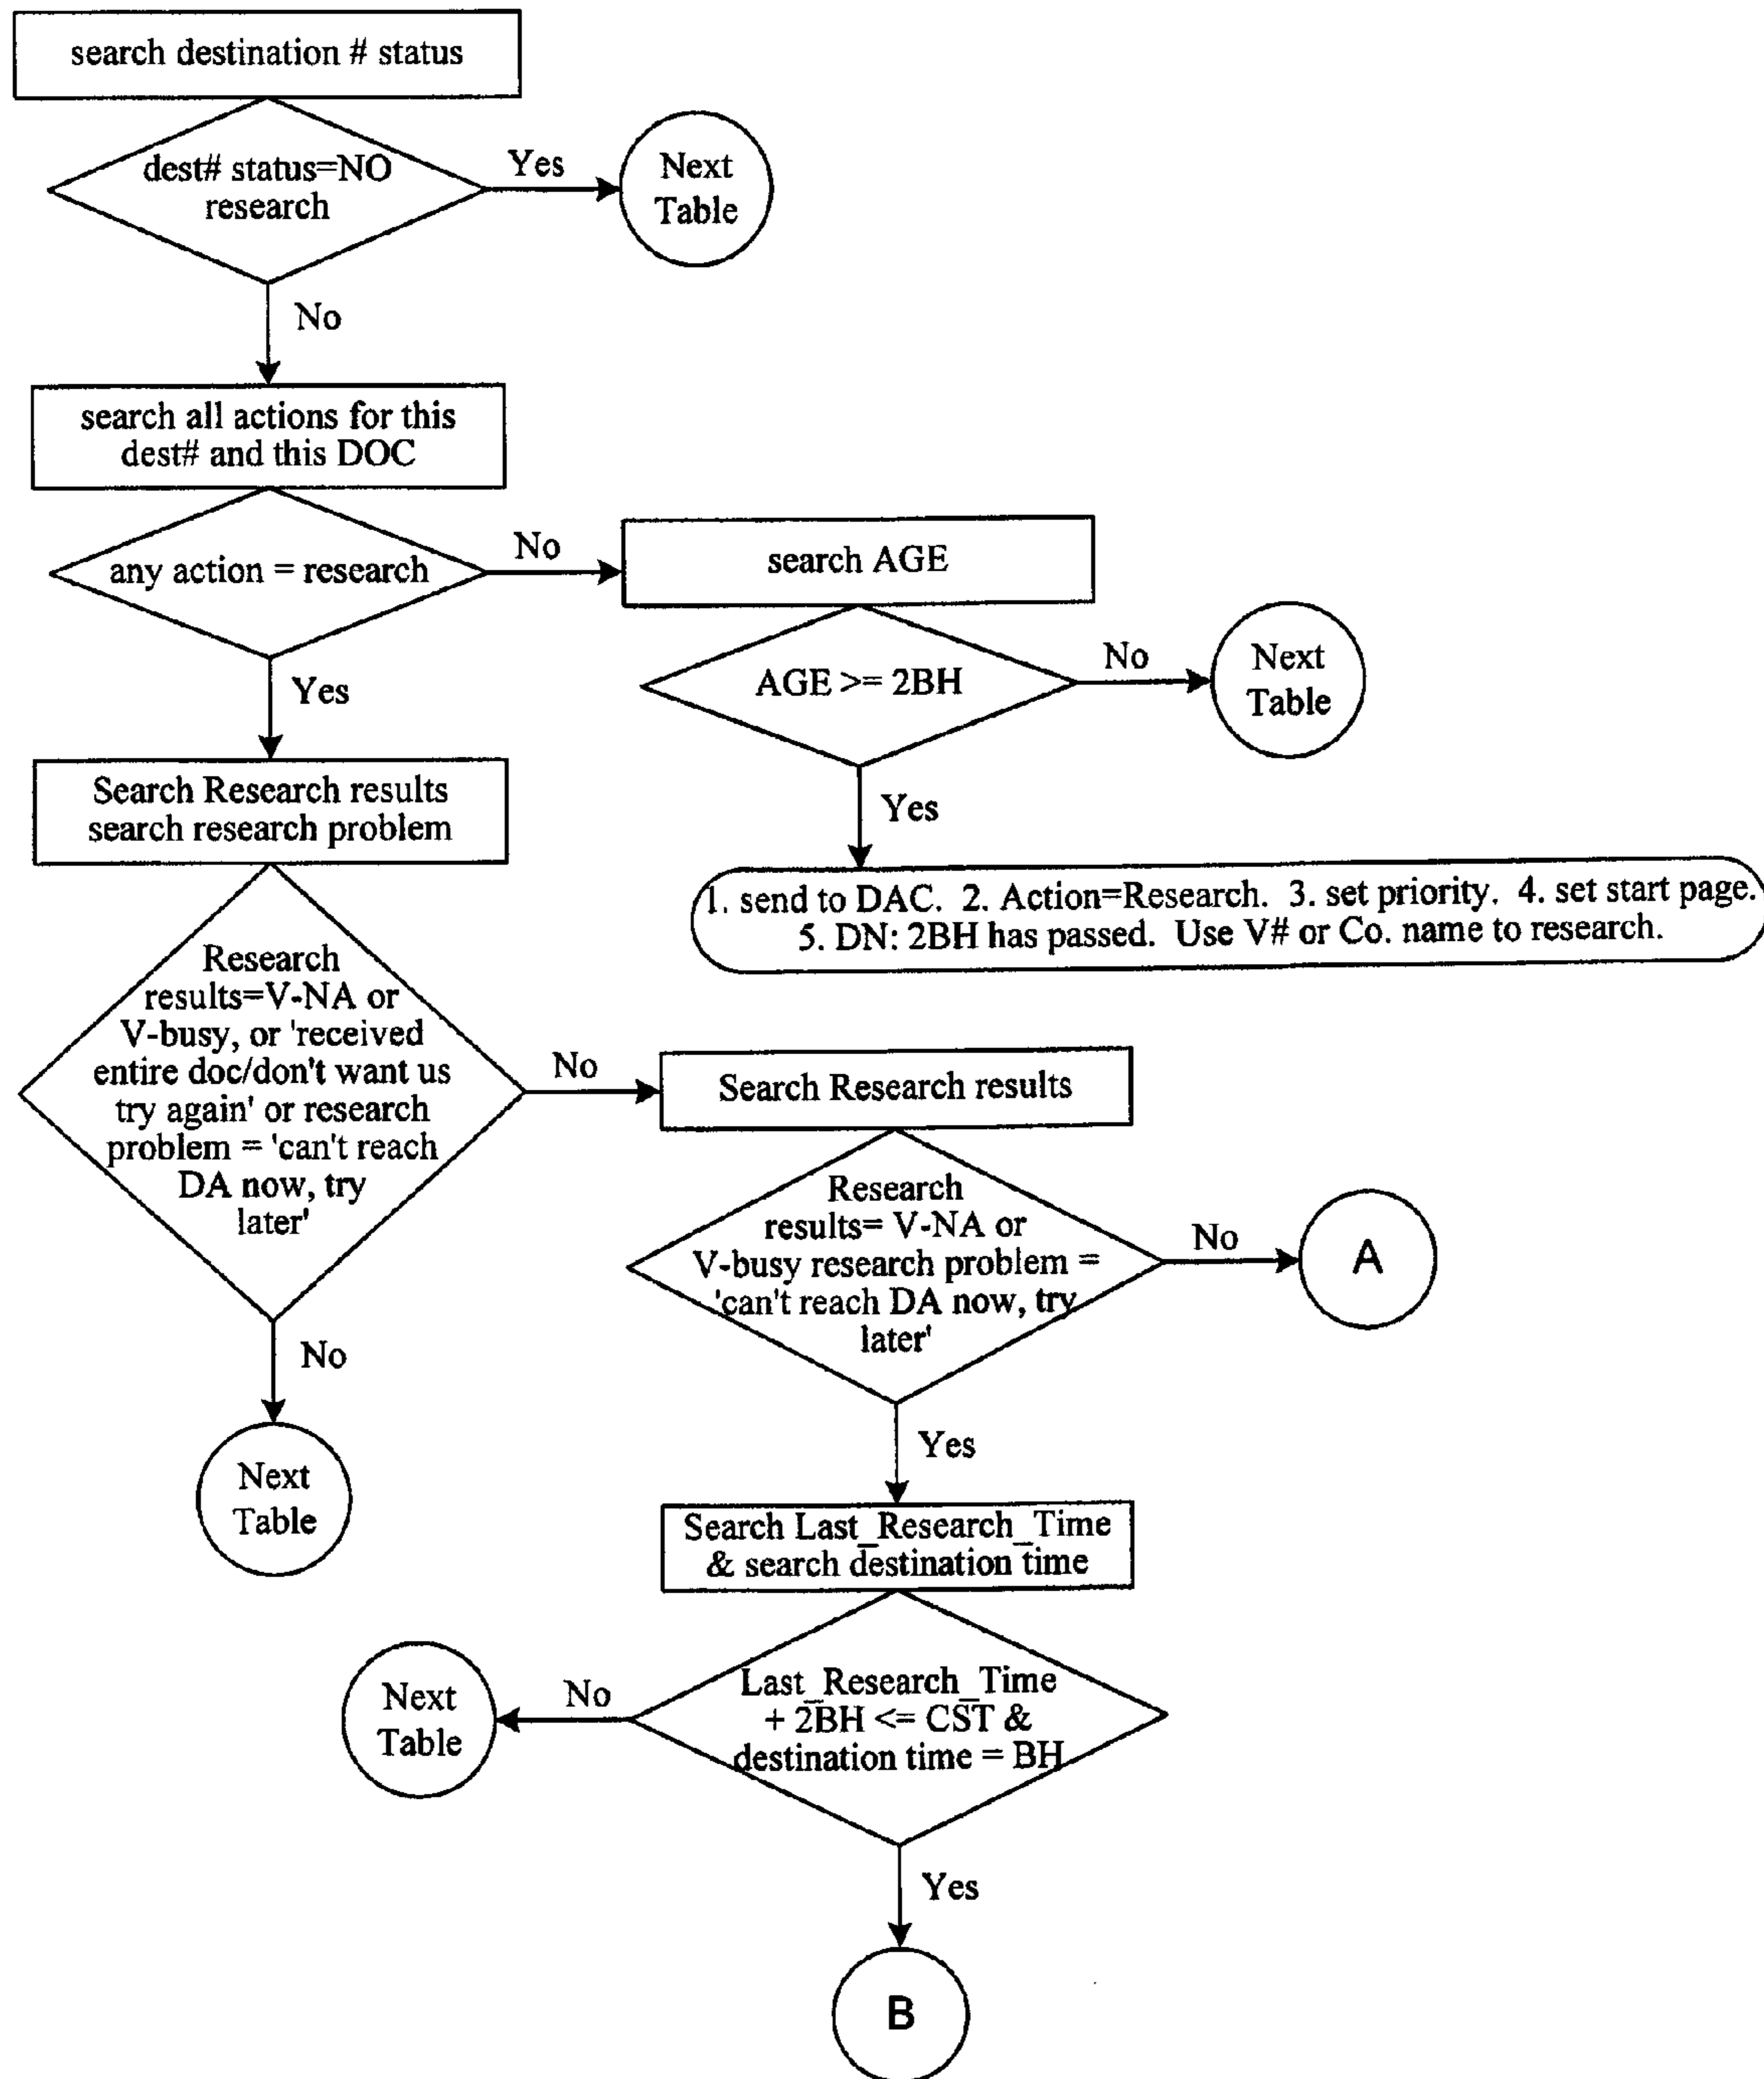 search destination # status
dest# status=NO
research
Yes
Next
Table
No
search all actions for this
dest# and this DOC
any action = research
No
search AGE
Yes
AGE >= 2BH
No
Next
Table
Yes
Search Research results
search research problem
1. send to DAC.  2. Action=Research.  3. set priority.  4. set start page.
5. DN: 2BH has passed.  Use V# or Co. name to research.
Research
results=V-NA or
V-busy, or 'received
entire doc/don't want us
try again' or research
problem = 'can't reach
DA now, try
later'
No
Search Research results
Research
results= V-NA or
V-busy research problem =
'can't reach DA now, try
later'
No
A
No
Next
Table
Yes
Search Last_Research_Time
& search destination time
Last_Research_Time
+ 2BH <= CST &
destination time = BH
No
Next
Table
Yes
B